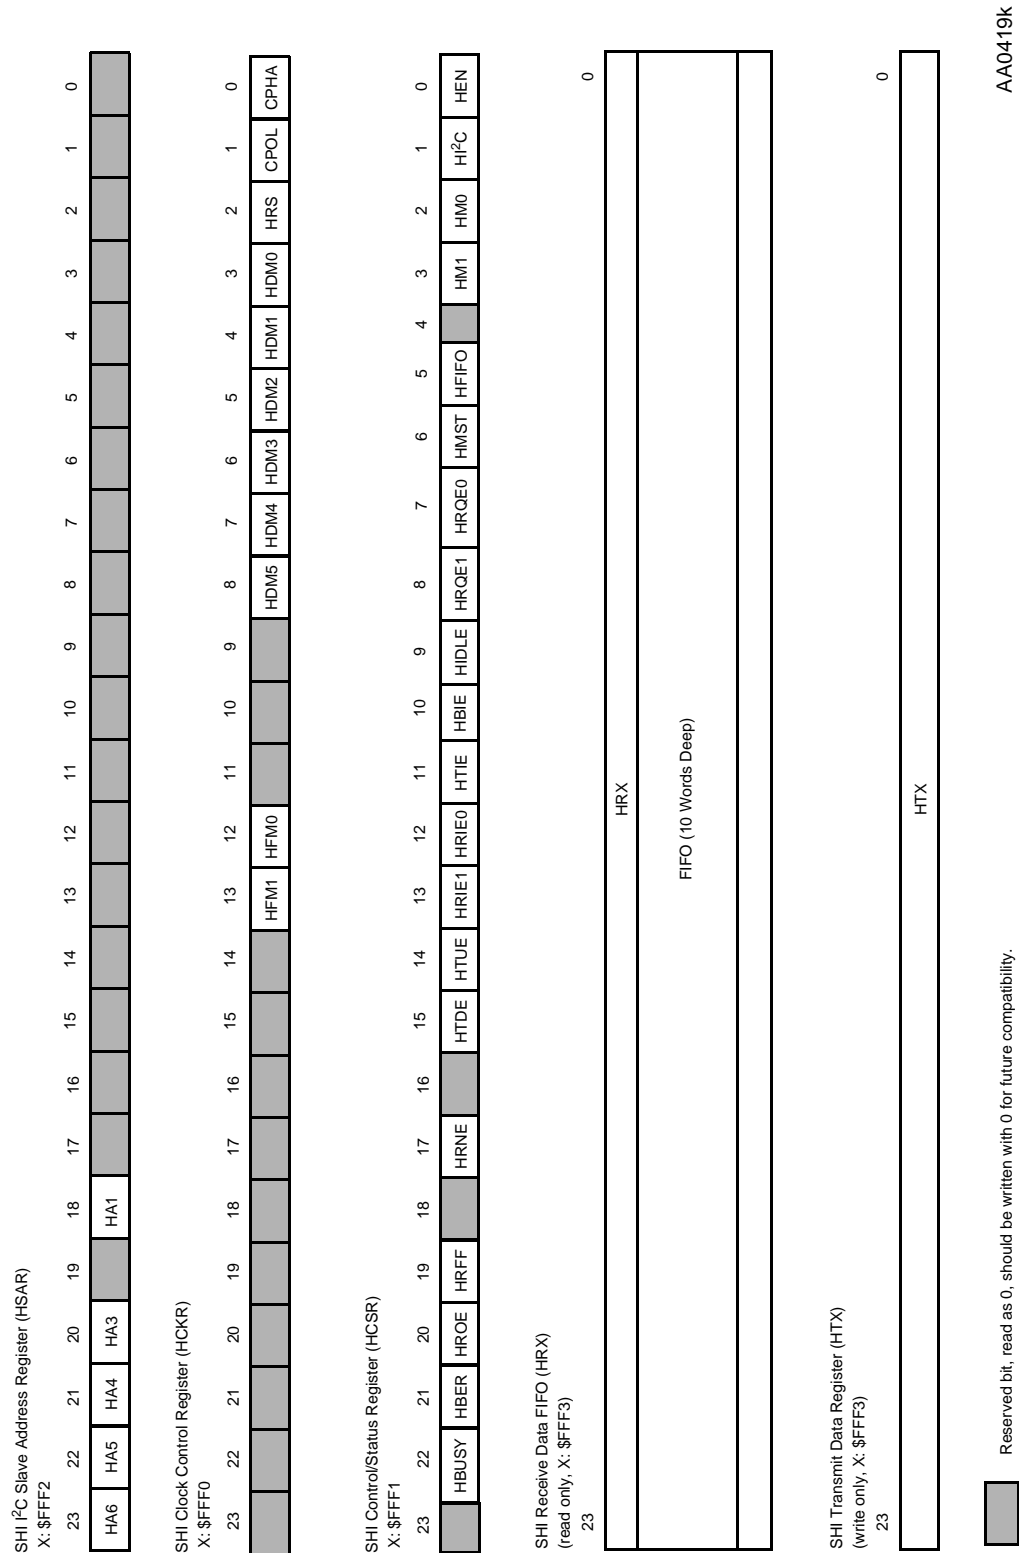 SHI I²C Slave Address Register (HSAR)
X: $FFF2
23 22 21 20 19 18 17 16 15 14 13 12 11 10 9 8 7 6 5 4 3 2 1 0
HA6 HA5 HA4 HA3 HA1
SHI Clock Control Register (HCKR)
X: $FFF0
23 22 21 20 19 18 17 16 15 14 13 12 11 10 9 8 7 6 5 4 3 2 1 0
HFM1 HFM0 HDM5 HDM4 HDM3 HDM2 HDM1 HDM0 HRS CPOL CPHA
SHI Control/Status Register (HCSR)
X: $FFF1
23 22 21 20 19 18 17 16 15 14 13 12 11 10 9 8 7 6 5 4 3 2 1 0
HBUSY HBER HROE HRFF HRNE HTDE HTUE HRIE1 HRIE0 HTIE HBIE HIDLE HRQE1 HRQE0 HMST HFIFO HM1 HM0 HI²C HEN
SHI Receive Data FIFO (HRX)
(read only, X: $FFF3)
23 0
HRX
FIFO (10 Words Deep)
SHI Transmit Data Register (HTX)
(write only, X: $FFF3)
23 0
HTX
Reserved bit, read as 0, should be written with 0 for future compatibility.
AA0419k